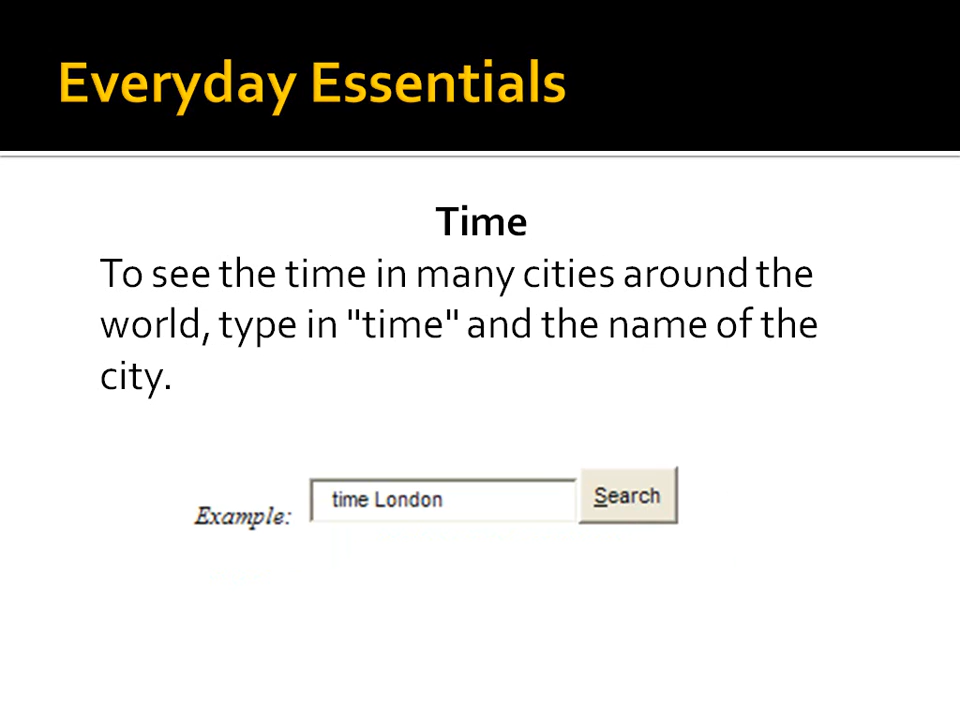 Everyday Essentials
Time
To see the time in many cities around the
world, type in "time" and the name of the
city.
Example: time London Search